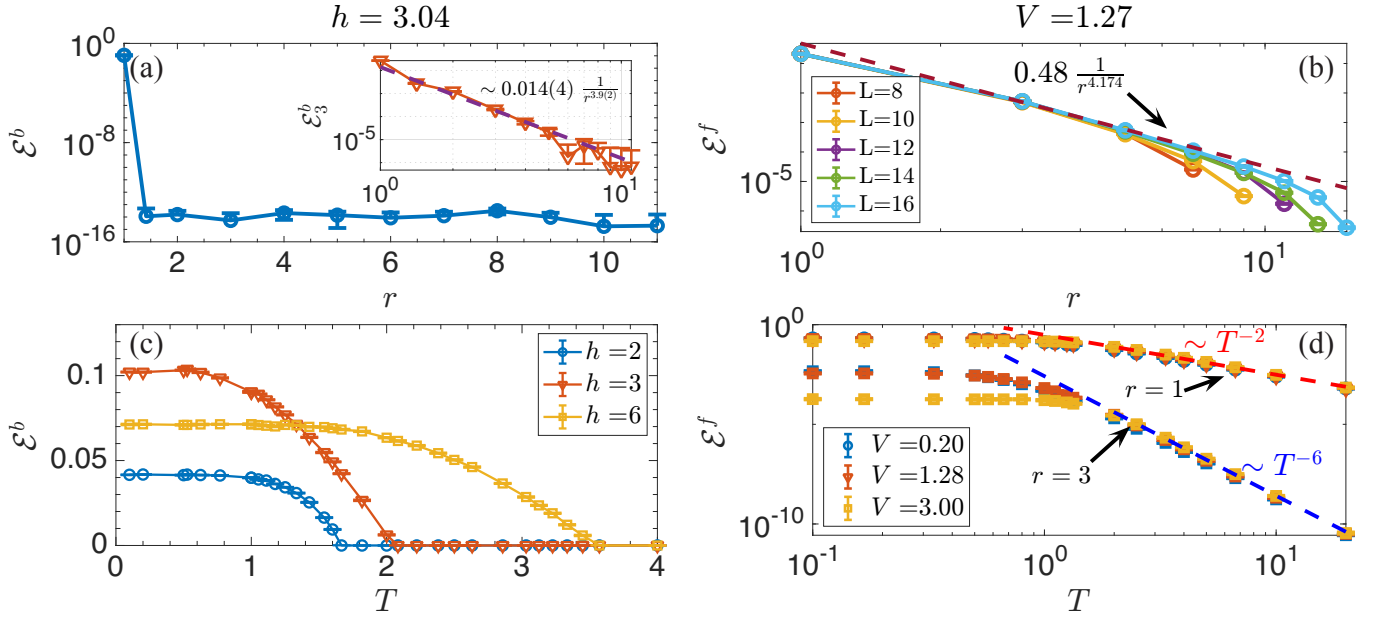 h = 3.04
V =1.27
(a)
10^0
10^-8
10^-16
ℰ^b
2
4
6
8
10
r
ℰ_3^b
10^-5
10^0
10^1
~ 0.014(4) 1/r^3.9(2)
(b)
10^0
10^-5
ℰ^f
0.48 1/r^4.174
L=8
L=10
L=12
L=14
L=16
10^0
10^1
r
(c)
0.1
0.05
0
ℰ^b
h =2
h =3
h =6
0
1
2
3
4
T
(d)
10^0
10^-10
ℰ^f
~ T^-2
r = 1
~ T^-6
r = 3
V =0.20
V =1.28
V =3.00
10^-1
10^0
10^1
T